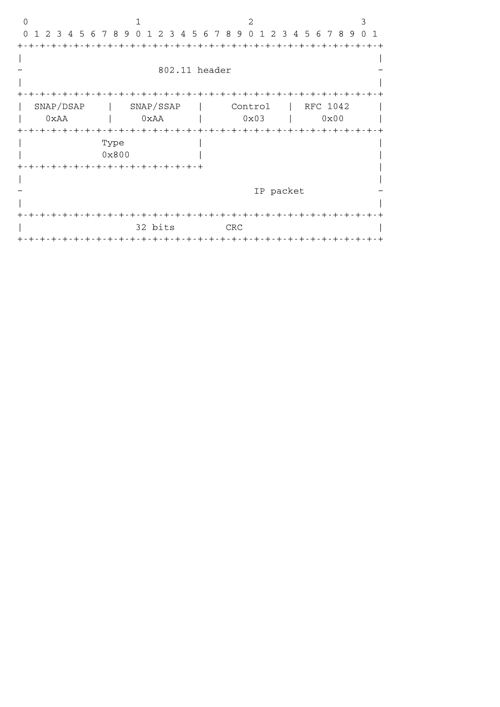 0                   1                   2                   3
0 1 2 3 4 5 6 7 8 9 0 1 2 3 4 5 6 7 8 9 0 1 2 3 4 5 6 7 8 9 0 1
+-+-+-+-+-+-+-+-+-+-+-+-+-+-+-+-+-+-+-+-+-+-+-+-+-+-+-+-+-+-+-+-+
|                                                               |
-                        802.11 header                          -
|                                                               |
+-+-+-+-+-+-+-+-+-+-+-+-+-+-+-+-+-+-+-+-+-+-+-+-+-+-+-+-+-+-+-+-+
|  SNAP/DSAP    |   SNAP/SSAP   |     Control   |  RFC 1042     |
|    0xAA       |     0xAA      |       0x03    |     0x00      |
+-+-+-+-+-+-+-+-+-+-+-+-+-+-+-+-+-+-+-+-+-+-+-+-+-+-+-+-+-+-+-+-+
|              Type             |                               |
|              0x800            |                               |
+-+-+-+-+-+-+-+-+-+-+-+-+-+-+-+-+                               |
|                                                               |
-                                         IP packet             -
|                                                               |
+-+-+-+-+-+-+-+-+-+-+-+-+-+-+-+-+-+-+-+-+-+-+-+-+-+-+-+-+-+-+-+-+
|                    32 bits         CRC                        |
+-+-+-+-+-+-+-+-+-+-+-+-+-+-+-+-+-+-+-+-+-+-+-+-+-+-+-+-+-+-+-+-+